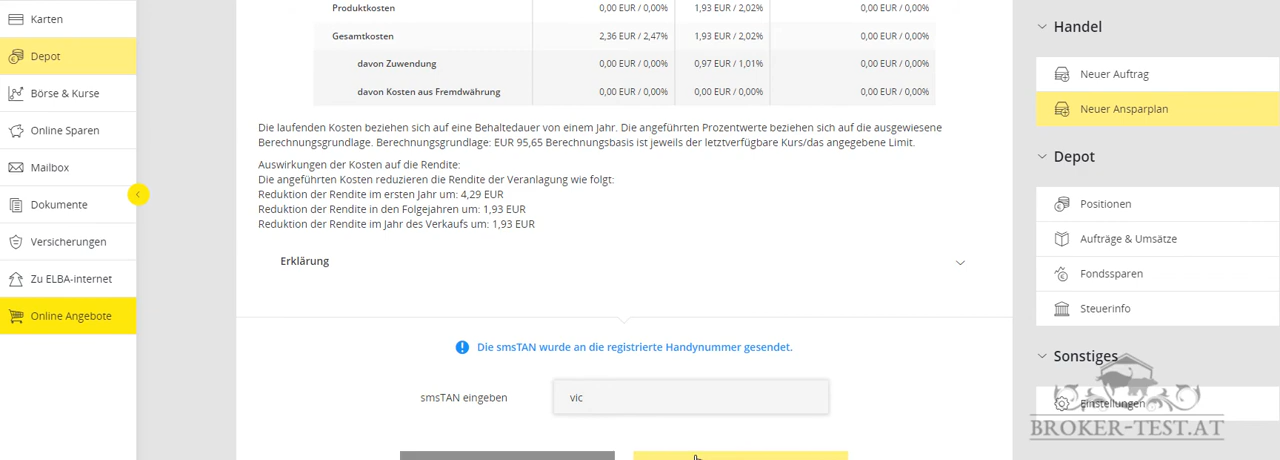 Karten
Depot
Börse & Kurse
Online Sparen
Mailbox
Dokumente
Versicherungen
Zu ELBA-internet
Online Angebote
Produktkosten 0,00 EUR / 0,00% 1,93 EUR / 2,02% 0,00 EUR / 0,00%
Gesamtkosten 2,36 EUR / 2,47% 1,93 EUR / 2,02% 0,00 EUR / 0,00%
davon Zuwendung 0,00 EUR / 0,00% 0,97 EUR / 1,01% 0,00 EUR / 0,00%
davon Kosten aus Fremdwährung 0,00 EUR / 0,00% 0,00 EUR / 0,00% 0,00 EUR / 0,00%
Die laufenden Kosten beziehen sich auf eine Behaltedauer von einem Jahr. Die angeführten Prozentwerte beziehen sich auf die ausgewiesene
Berechnungsgrundlage. Berechnungsgrundlage: EUR 95,65 Berechnungsbasis ist jeweils der letztverfügbare Kurs/das angegebene Limit.
Auswirkungen der Kosten auf die Rendite:
Die angeführten Kosten reduzieren die Rendite der Veranlagung wie folgt:
Reduktion der Rendite im ersten Jahr um: 4,29 EUR
Reduktion der Rendite in den Folgejahren um: 1,93 EUR
Reduktion der Rendite im Jahr des Verkaufs um: 1,93 EUR
Erklärung
Die smsTAN wurde an die registrierte Handynummer gesendet.
smsTAN eingeben vic
Handel
Neuer Auftrag
Neuer Ansparplan
Depot
Positionen
Aufträge & Umsätze
Fondssparen
Steuerinfo
Sonstiges
Einstellungen
BROKER-TEST.AT